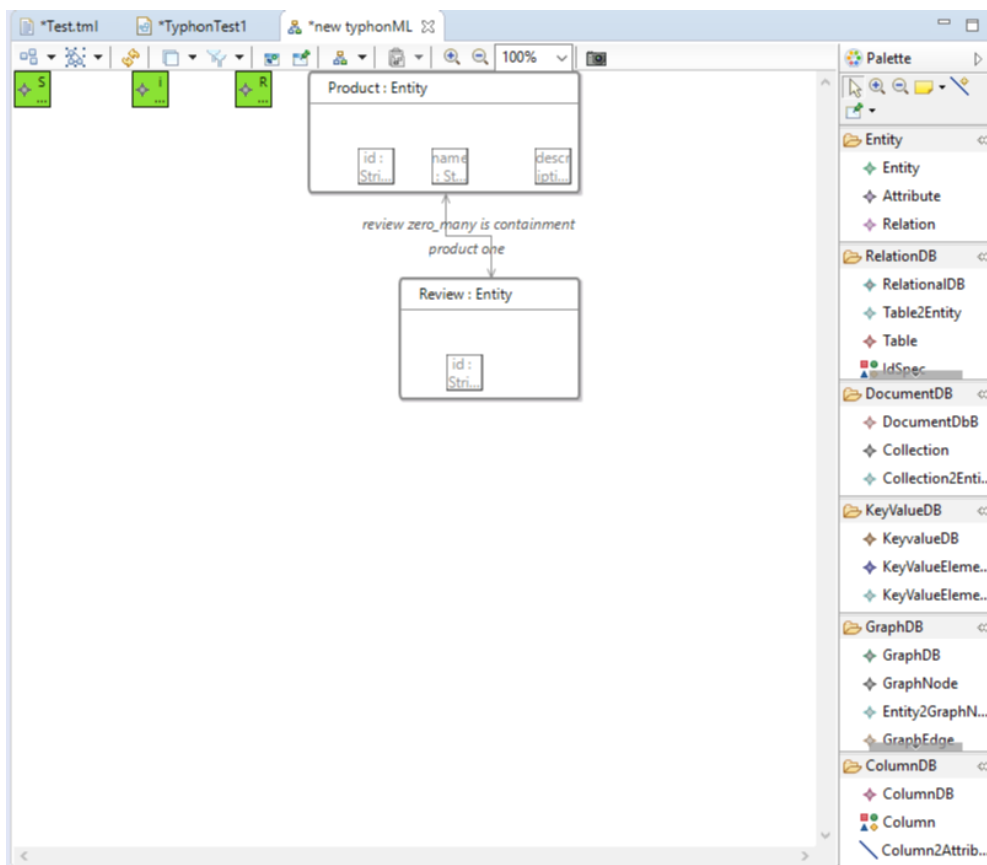 *Test.tml
*TyphonTest1
*new typhonML
100%
Palette
S
...
i
...
R
...
Product : Entity
id :
Stri...
name
: St...
descr
ipti...
review zero_many is containment
product one
Review : Entity
id :
Stri...
Entity
Entity
Attribute
Relation
RelationDB
RelationalDB
Table2Entity
Table
IdSpec
DocumentDB
DocumentDbB
Collection
Collection2Enti..
KeyValueDB
KeyvalueDB
KeyValueEleme..
KeyValueEleme..
GraphDB
GraphDB
GraphNode
Entity2GraphN...
GraphEdge
ColumnDB
ColumnDB
Column
Column2Attrib...